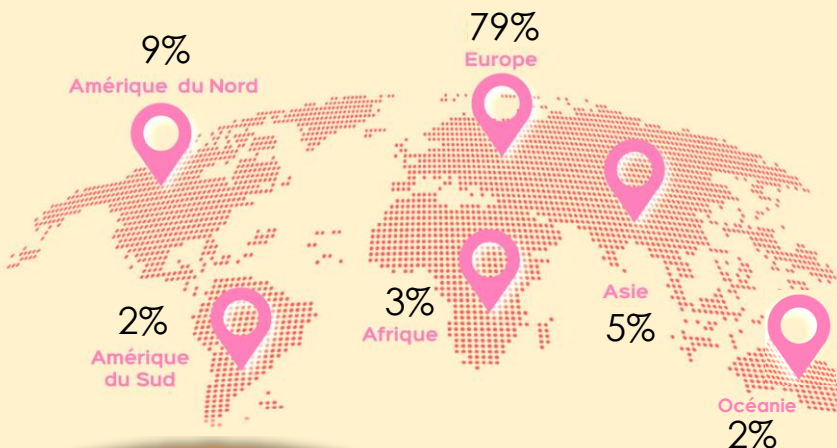 9%
Amérique du Nord
79%
Europe
2%
Amérique
du Sud
3%
Afrique
Asie
5%
Océanie
2%